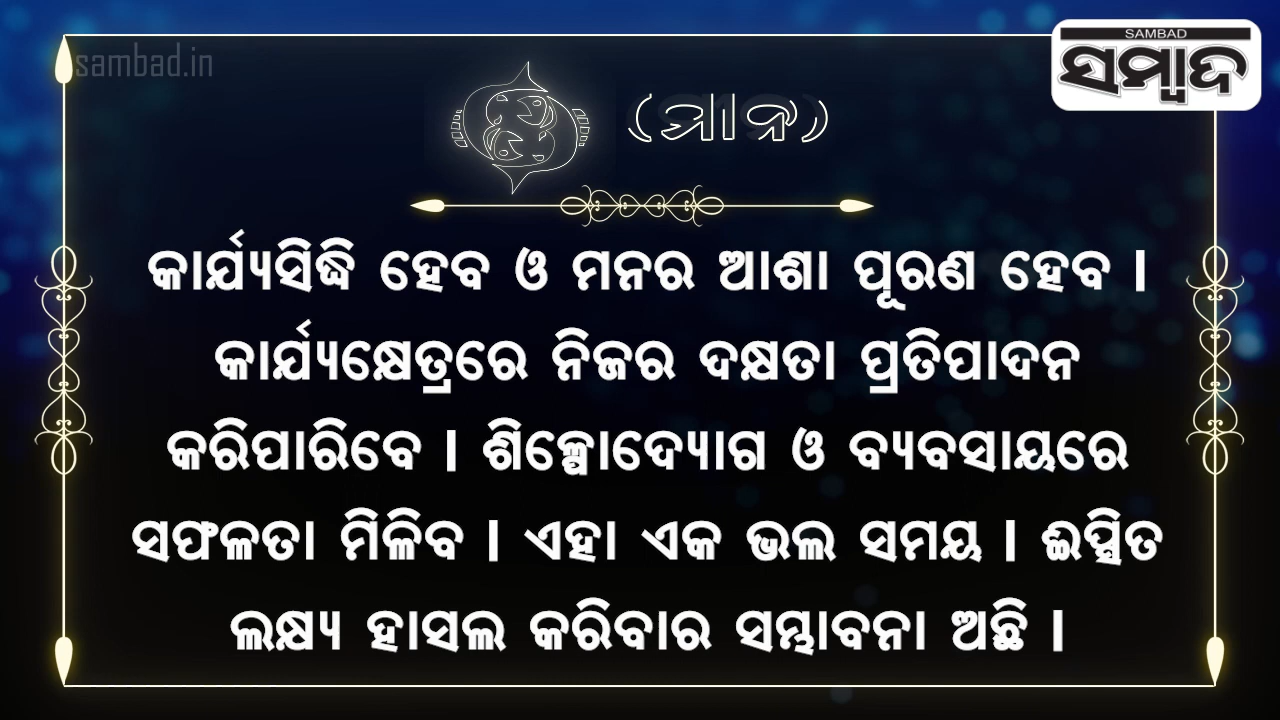 sambad.in
SAMBAD
ସମ୍ବାଦ
(ମୀନ)
କାର୍ଯ୍ୟସିଦ୍ଧି ହେବ ଓ ମନର ଆଶା ପୂରଣ ହେବ ।
କାର୍ଯ୍ୟକ୍ଷେତ୍ରରେ ନିଜର ଦକ୍ଷତା ପ୍ରତିପାଦନ
କରିପାରିବେ । ଶିଳ୍ପୋଦ୍ୟୋଗ ଓ ବ୍ୟବସାୟରେ
ସଫଳତା ମିଳିବ । ଏହା ଏକ ଭଲ ସମୟ । ଈପ୍ସିତ
ଲକ୍ଷ୍ୟ ହାସଲ କରିବାର ସମ୍ଭାବନା ଅଛି ।